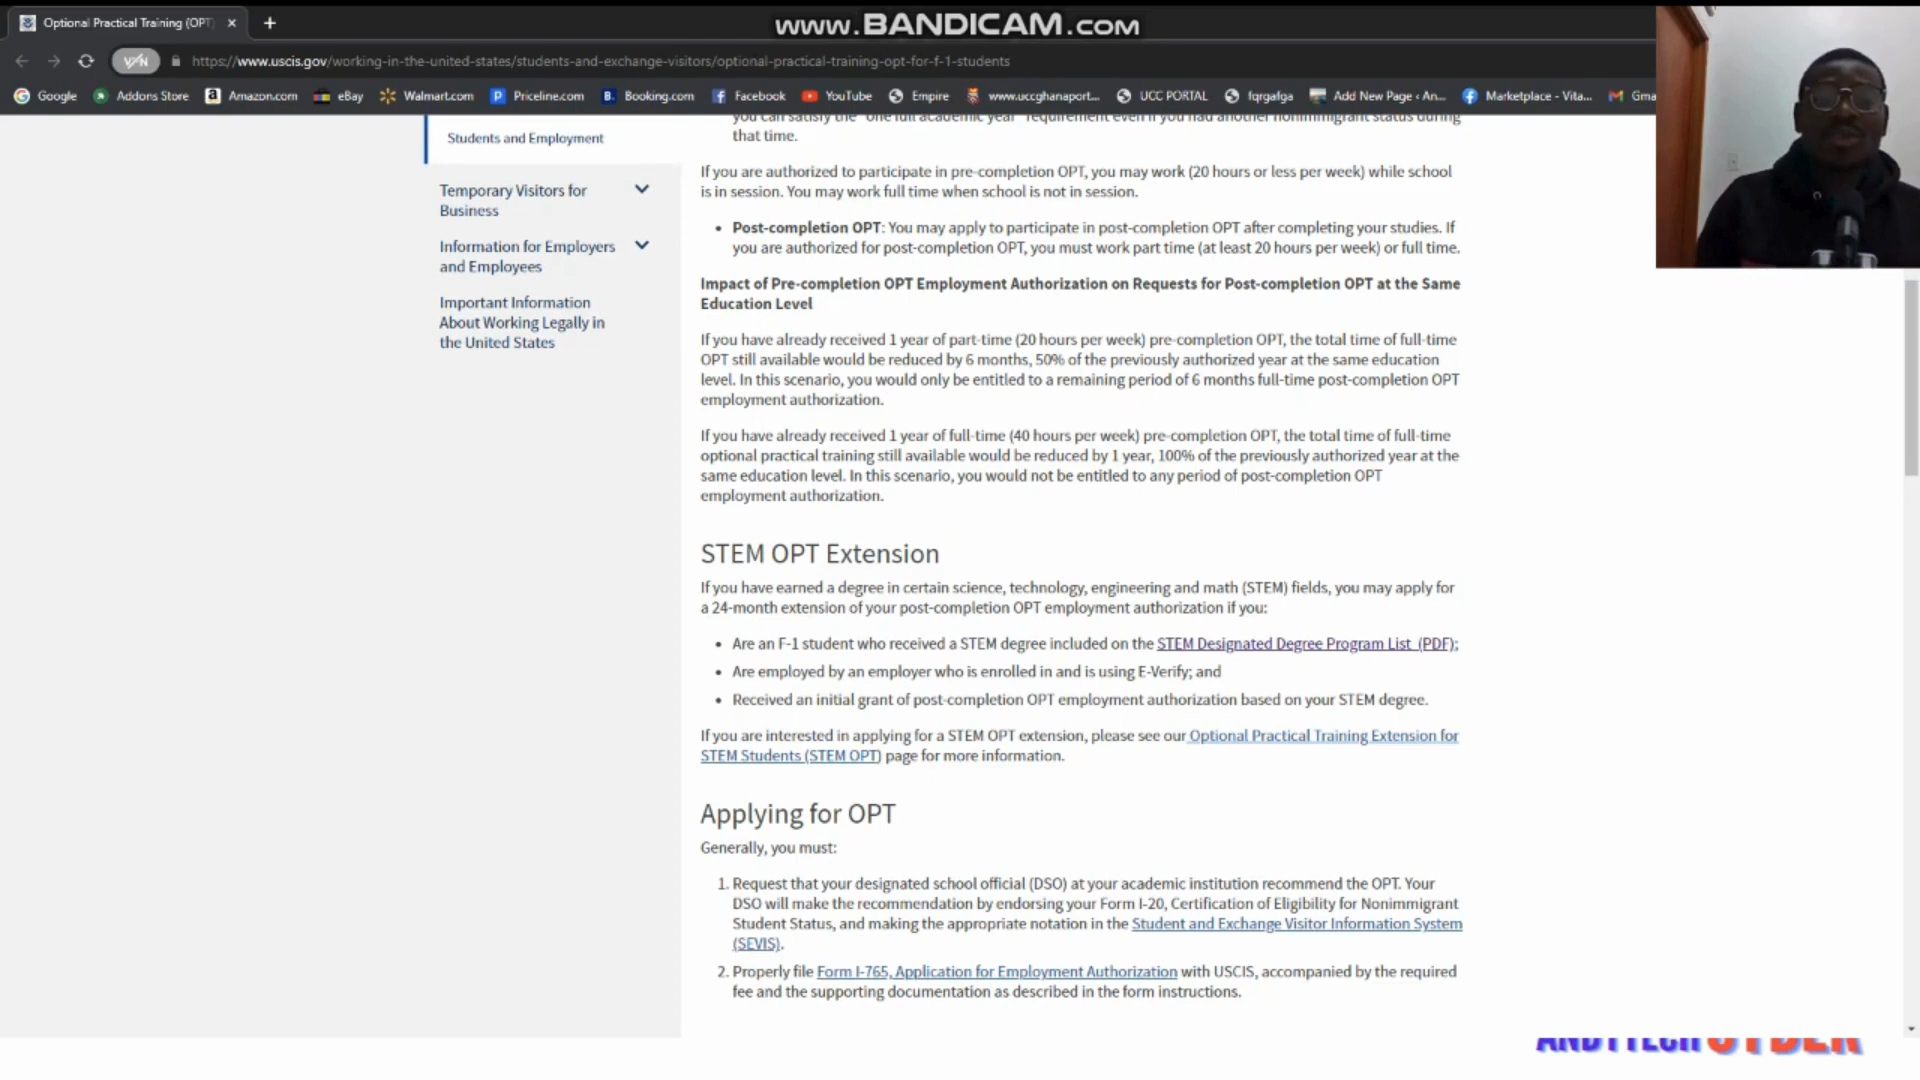 Optional Practical Training (OPT
www.BANDICAM.com
VPN
https://www.uscis.gov/working-in-the-united-states/students-and-exchange-visitors/optional-practical-training-opt-for-f-1-students
Google Addons Store Amazon.com eBay Walmart.com Priceline.com Booking.com Facebook YouTube Empire www.uccghanaport... UCC PORTAL fqrgafga Add New Page ‹ An... Marketplace - Vita... Gma
you can satisfy the "one full academic year" requirement even if you had another nonimmigrant status during
that time.
Students and Employment
Temporary Visitors for
Business
Information for Employers
and Employees
Important Information
About Working Legally in
the United States
If you are authorized to participate in pre-completion OPT, you may work (20 hours or less per week) while school
is in session. You may work full time when school is not in session.
• Post-completion OPT: You may apply to participate in post-completion OPT after completing your studies. If
you are authorized for post-completion OPT, you must work part time (at least 20 hours per week) or full time.
Impact of Pre-completion OPT Employment Authorization on Requests for Post-completion OPT at the Same
Education Level
If you have already received 1 year of part-time (20 hours per week) pre-completion OPT, the total time of full-time
OPT still available would be reduced by 6 months, 50% of the previously authorized year at the same education
level. In this scenario, you would only be entitled to a remaining period of 6 months full-time post-completion OPT
employment authorization.
If you have already received 1 year of full-time (40 hours per week) pre-completion OPT, the total time of full-time
optional practical training still available would be reduced by 1 year, 100% of the previously authorized year at the
same education level. In this scenario, you would not be entitled to any period of post-completion OPT
employment authorization.
STEM OPT Extension
If you have earned a degree in certain science, technology, engineering and math (STEM) fields, you may apply for
a 24-month extension of your post-completion OPT employment authorization if you:
• Are an F-1 student who received a STEM degree included on the STEM Designated Degree Program List (PDF);
• Are employed by an employer who is enrolled in and is using E-Verify; and
• Received an initial grant of post-completion OPT employment authorization based on your STEM degree.
If you are interested in applying for a STEM OPT extension, please see our Optional Practical Training Extension for
STEM Students (STEM OPT) page for more information.
Applying for OPT
Generally, you must:
1. Request that your designated school official (DSO) at your academic institution recommend the OPT. Your
DSO will make the recommendation by endorsing your Form I-20, Certification of Eligibility for Nonimmigrant
Student Status, and making the appropriate notation in the Student and Exchange Visitor Information System
(SEVIS).
2. Properly file Form I-765, Application for Employment Authorization with USCIS, accompanied by the required
fee and the supporting documentation as described in the form instructions.